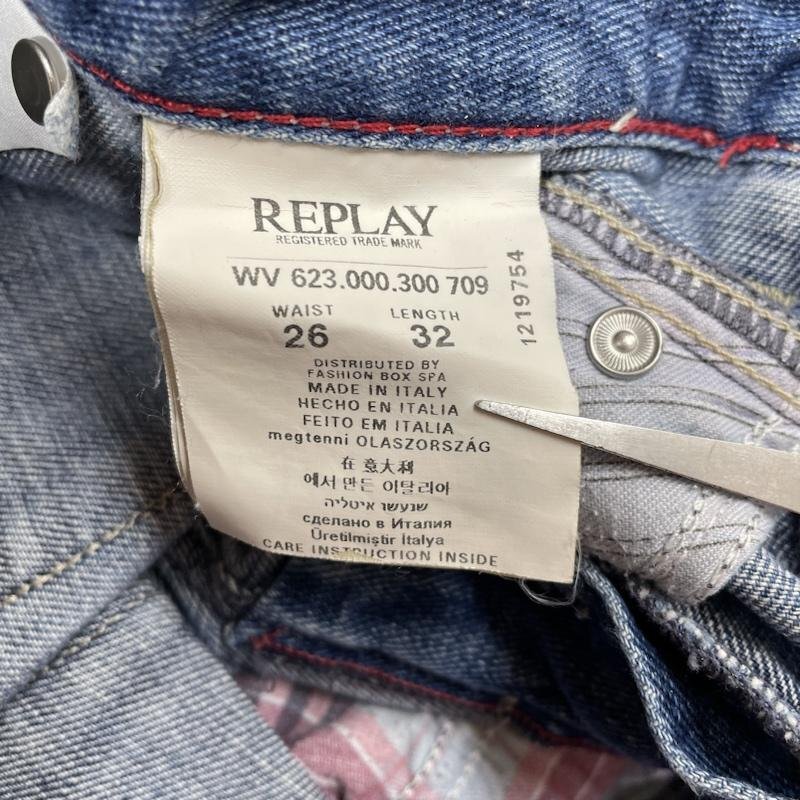 REPLAY
REGISTERED TRADE MARK
WV 623.000.300 709
1219754
WAIST LENGTH
26 32
DISTRIBUTED BY
FASHION BOX SPA
MADE IN ITALY
HECHO EN ITALIA
FEITO EM ITALIA
megtenni OLASZORSZÁG
在 意大利
에서 만든 이탈리아
שנעשו איטליה
сделано в Италия
Üretilmiştir İtalya
CARE INSTRUCTION INSIDE